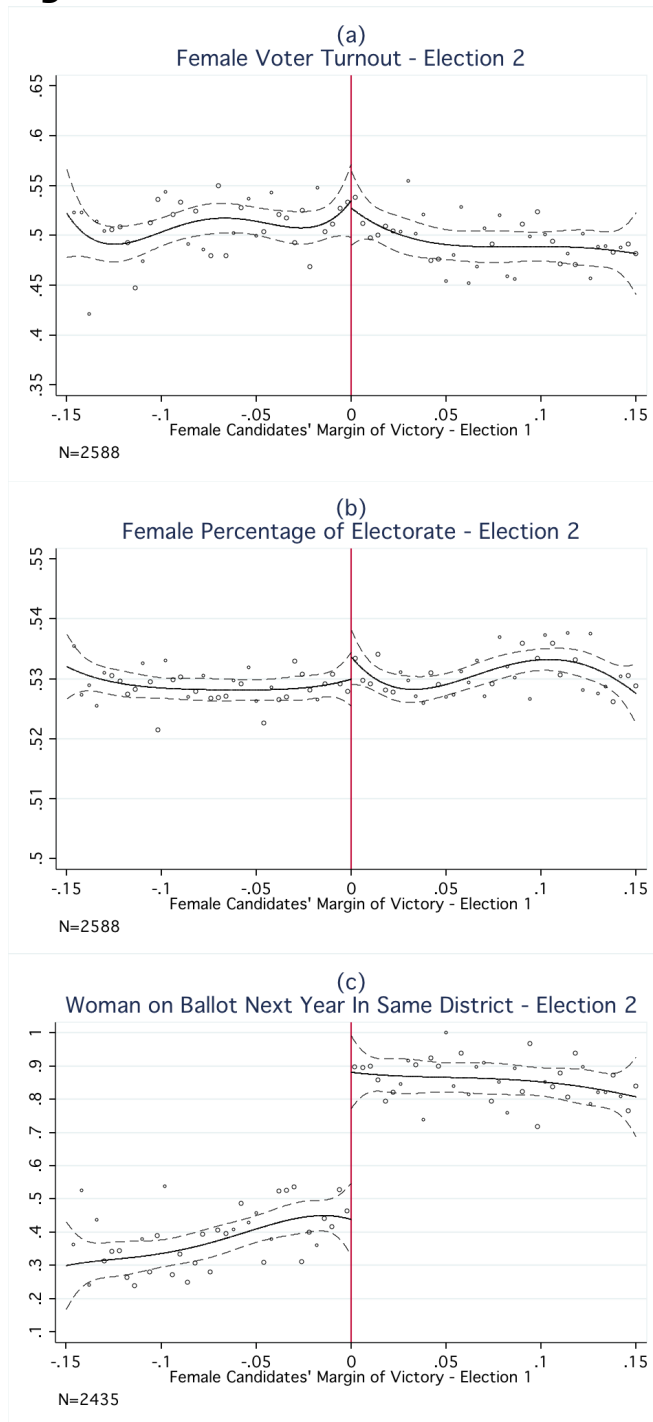 (a)
Female Voter Turnout - Election 2
.65
.6
.55
.5
.45
.4
.35
-.15 -.1 -.05 0 .05 .1 .15
Female Candidates' Margin of Victory - Election 1
N=2588
(b)
Female Percentage of Electorate - Election 2
.55
.54
.53
.52
.51
.5
-.15 -.1 -.05 0 .05 .1 .15
Female Candidates' Margin of Victory - Election 1
N=2588
(c)
Woman on Ballot Next Year In Same District - Election 2
1
.9
.8
.7
.6
.5
.4
.3
.2
.1
-.15 -.1 -.05 0 .05 .1 .15
Female Candidates' Margin of Victory - Election 1
N=2435